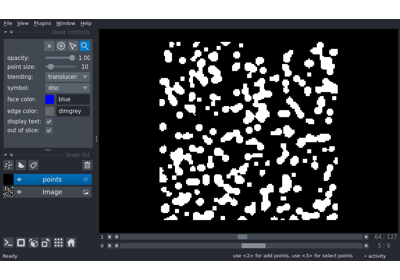 File View Plugins Window Help
layer controls
opacity: 1.00
point size: 10
blending: translucen
symbol: disc
face color: blue
edge color: dimgrey
display text:
out of slice:
layer list
points
Image
1 64 127
0 5 9
Ready use <2> for add points, use <3> for select points activity